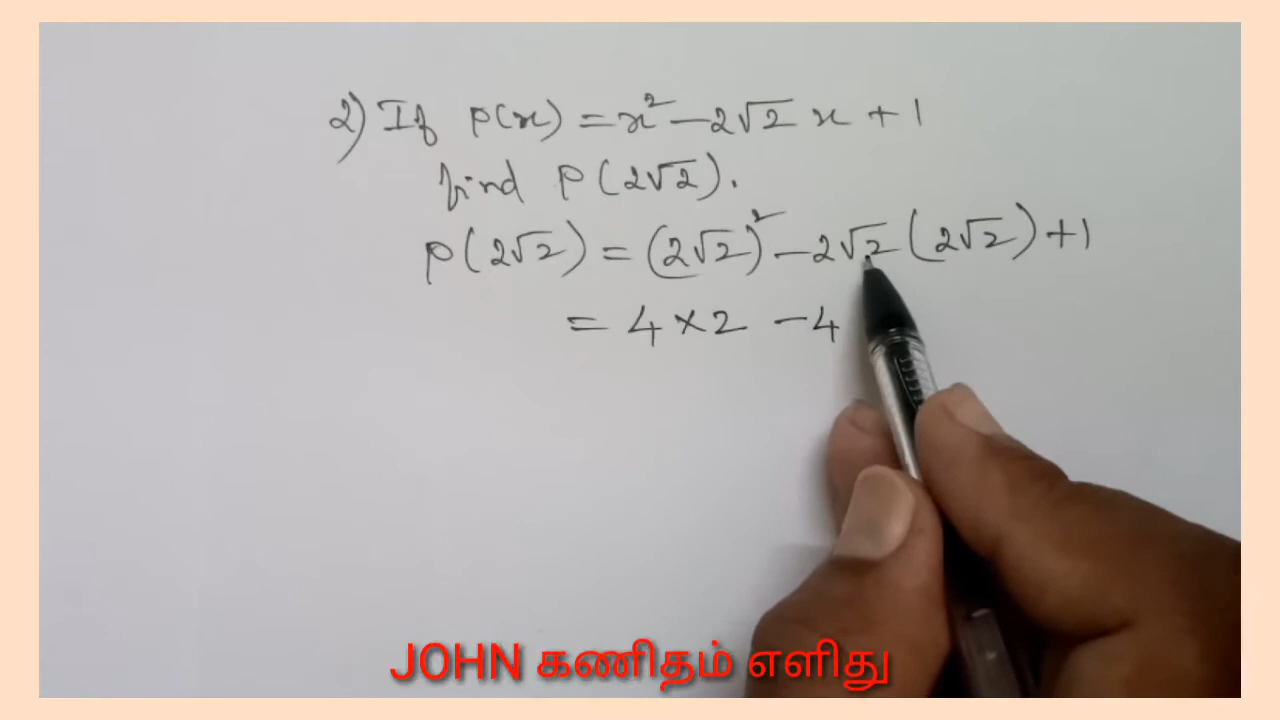 2) If P(x) = x² - 2√2 x + 1
find P(2√2).
P(2√2) = (2√2)² - 2√2 (2√2) + 1
= 4 × 2 - 4
JOHN கணிதம் எளிது